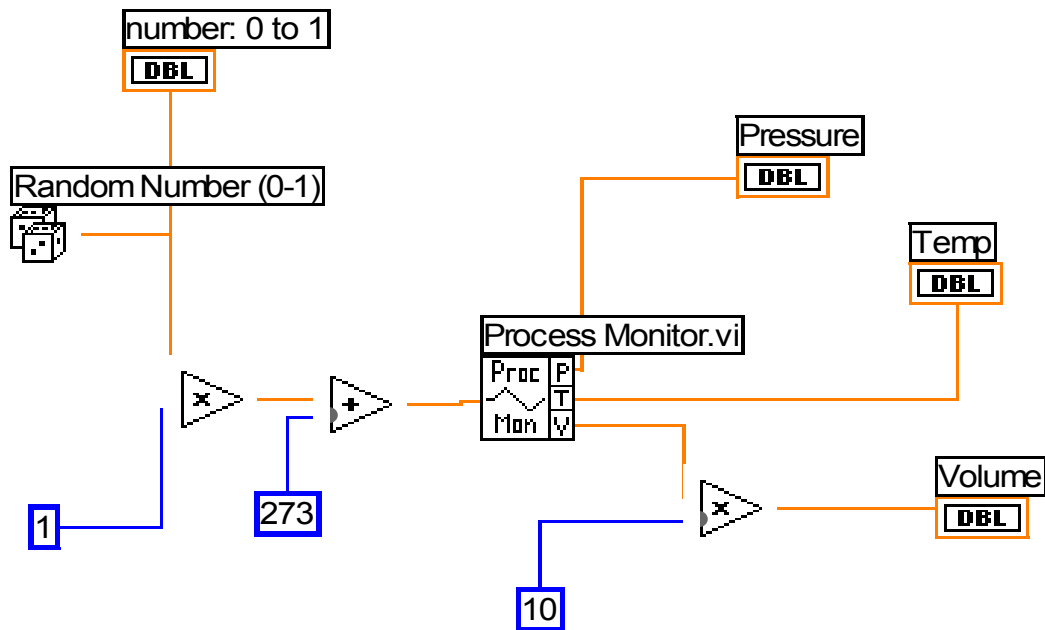 number: 0 to 1
DBL
Random Number (0-1)
Pressure
DBL
Temp
DBL
Process Monitor.vi
Proc P
T
Mon V
x
+
1
273
Volume
x
DBL
10